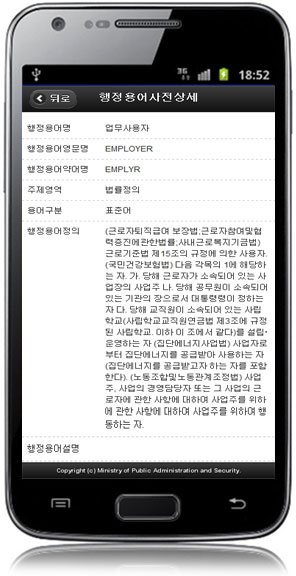 3G 18:52
뒤로 행정용어사전상세
행정용어명 업무사용자
행정용어영문명 EMPLOYER
행정용어약어명 EMPLYR
주제영역 법률정의
용어구분 표준어
행정용어정의 (근로자퇴직급여 보장법;근로자참여및협
력증진에관한법률;사내근로복지기금법)
근로기준법 제15조의 규정에 의한 사용자.
(국민건강보험법) 다음 각목의 1에 해당하
는 자. 가. 당해 근로자가 소속되어 있는 사
업장의 사업주 나. 당해 공무원이 소속되어
있는 기관의 장으로서 대통령령이 정하는
자 다. 당해 교직원이 소속되어 있는 사립
학교(사립학교교직원연금법 제3조에 규정
된 사립학교. 이하 이 조에서 같다)를 설립·
운영하는 자 (집단에너지사업법) 사업자로
부터 집단에너지를 공급받아 사용하는 자
(집단에너지를 공급받고자 하는 자를 포함
한다). (노동조합및노동관계조정법) 사업
주, 사업의 경영담당자 또는 그 사업의 근
로자에 관한 사항에 대하여 사업주를 위하
에 관한 사항에 대하여 사업주를 위하여 행
동하는 자.
행정용어설명
Copyright (c) Ministry of Public Administration and Security.